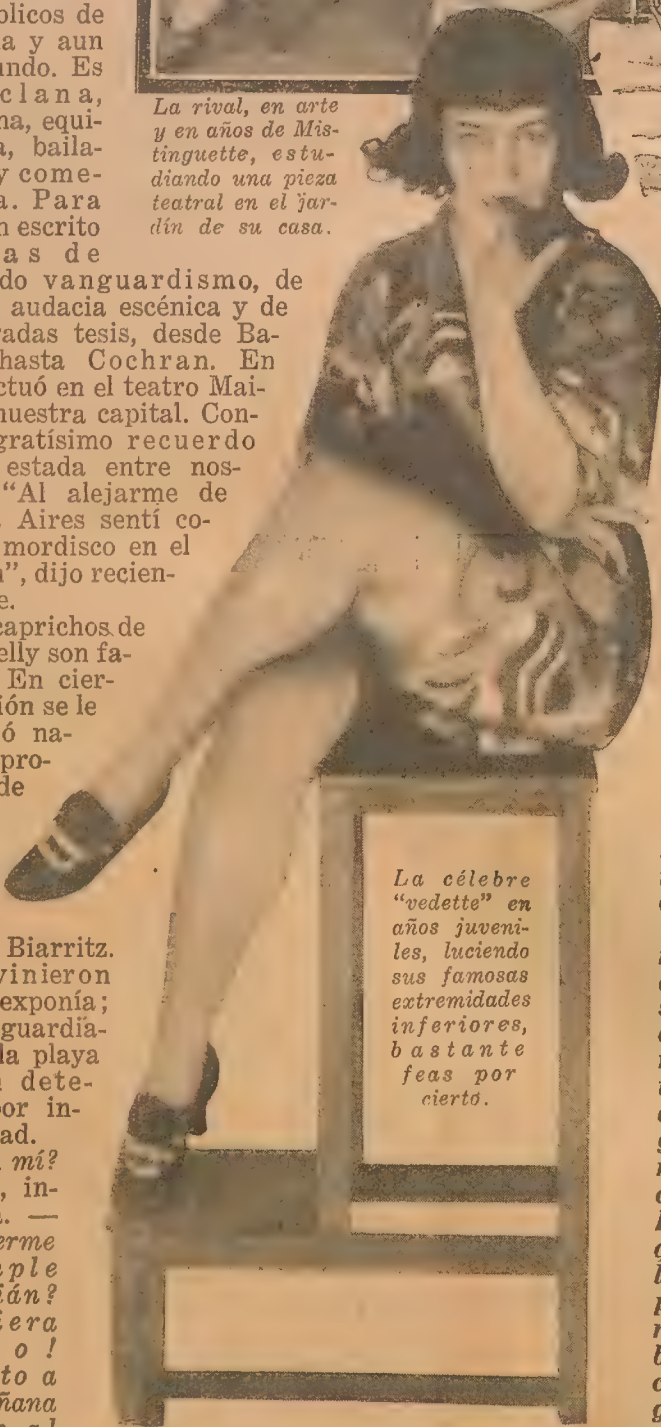 blicos de
a y aun
undo. Es
clana,
na, equi-
a, baila-
y come-
a. Para
n escrito
as de
do vanguardismo, de
audacia escénica y de
radas tesis, desde Ba-
hasta Cochran. En
ctuó en el teatro Mai-
nuestra capital. Con-
gratísimo recuerdo
estada entre nos-
“Al alejarme de
Aires sentí co-
mordisco en el
a”, dijo recien-
e.
caprichos de
elly son fa-
En cier-
ión se le
ó na-
pro-
de
Biarritz.
vinieron
exponía;
guardia-
la playa
dete-
por in-
ad.
mí?
, in-
. —
erme
ple
ián?
iera
o !
to a
ñana
al
La rival, en arte
y en años de Mis-
tinguette, estu-
diando una pieza
teatral en el jar-
dín de su casa.
La célebre
“vedette” en
años juveni-
les, luciendo
sus famosas
extremidades
inferiores,
bastante
feas por
cierto.